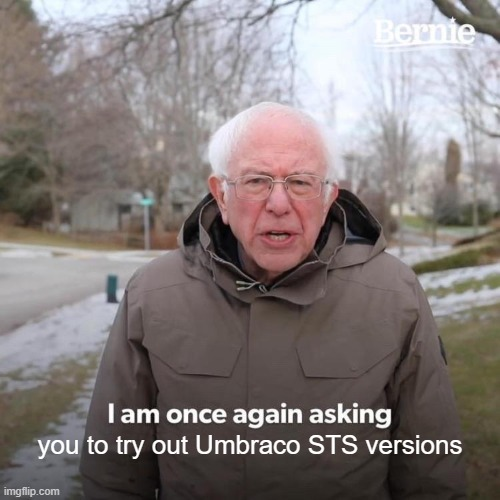 Bernie
I am once again asking
you to try out Umbraco STS versions
imgflip.com